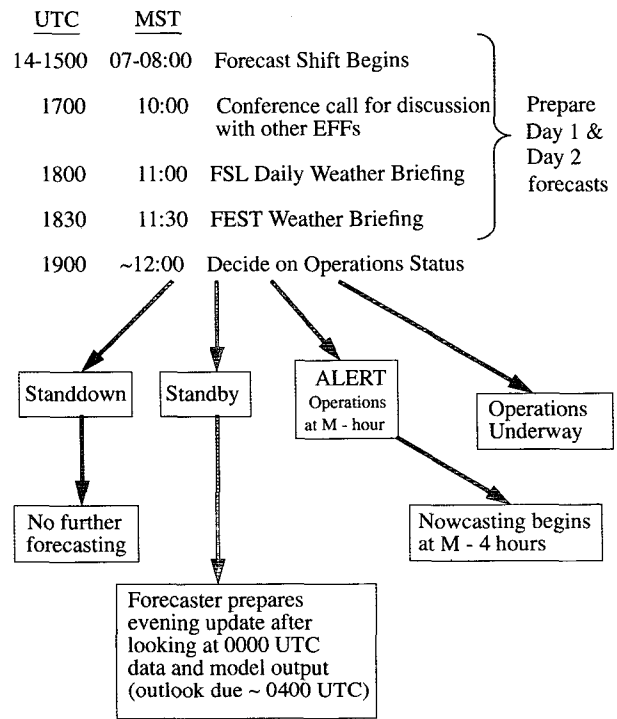 UTC MST
14-1500 07-08:00 Forecast Shift Begins
1700 10:00 Conference call for discussion
with other EFFs
1800 11:00 FSL Daily Weather Briefing
1830 11:30 FEST Weather Briefing
Prepare
Day 1 &
Day 2
forecasts
1900 ~12:00 Decide on Operations Status
Standdown
Standby
ALERT
Operations
at M - hour
Operations
Underway
No further
forecasting
Nowcasting begins
at M - 4 hours
Forecaster prepares
evening update after
looking at 0000 UTC
data and model output
(outlook due ~ 0400 UTC)